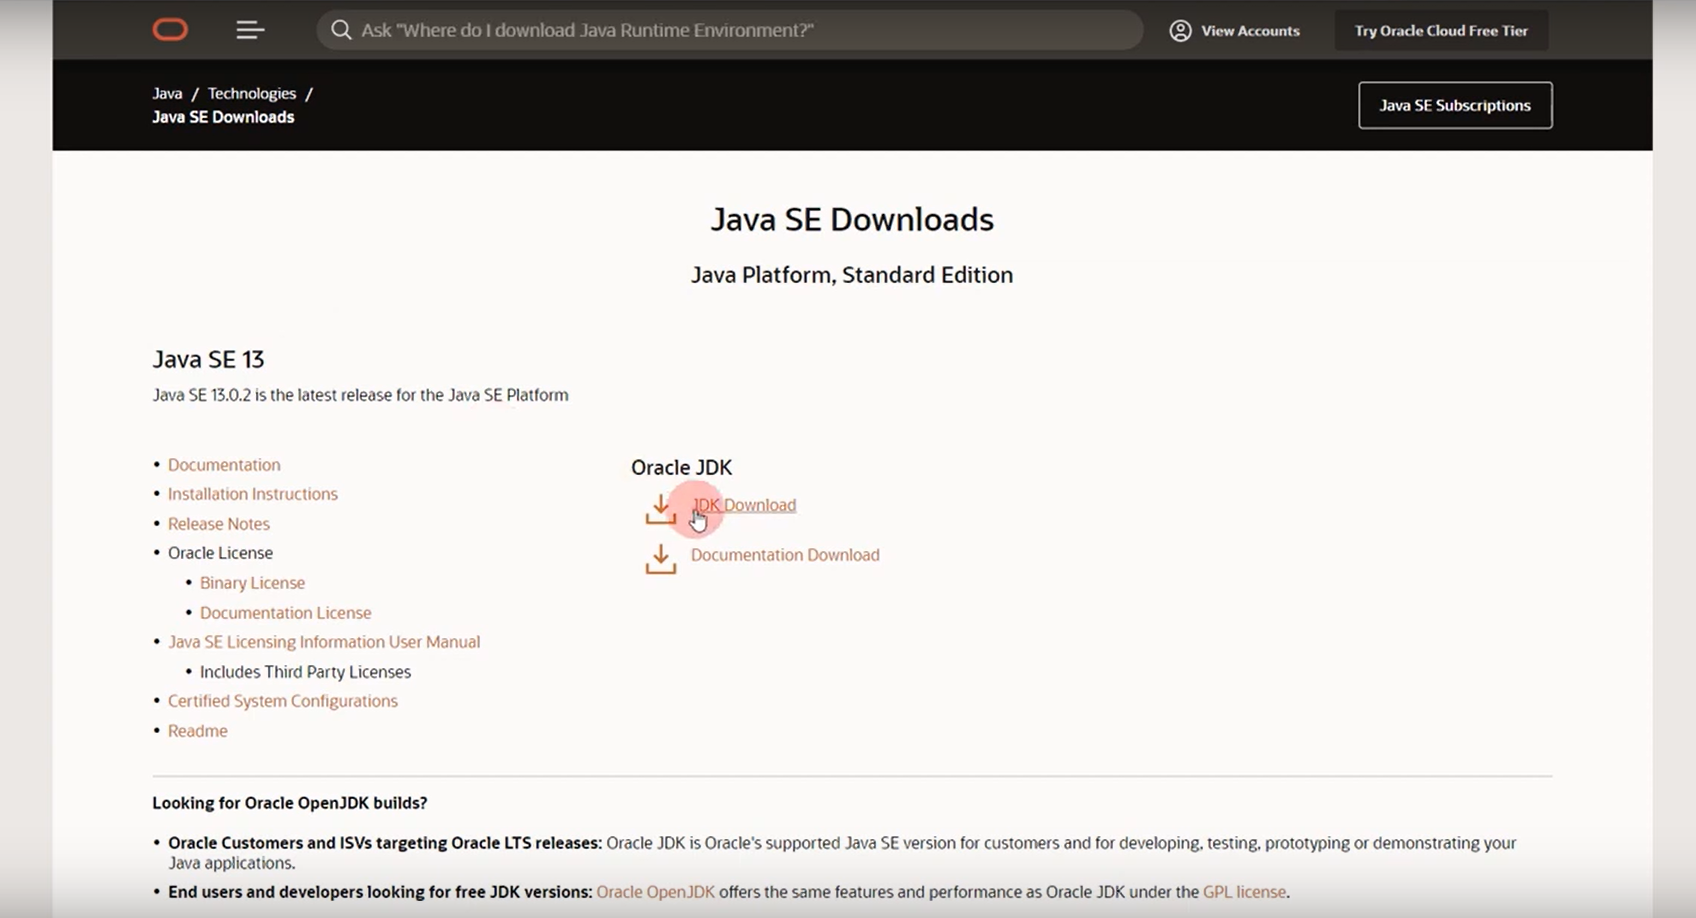 Ask "Where do I download Java Runtime Environment?"
View Accounts
Try Oracle Cloud Free Tier
Java / Technologies /
Java SE Downloads
Java SE Subscriptions
Java SE Downloads
Java Platform, Standard Edition
Java SE 13
Java SE 13.0.2 is the latest release for the Java SE Platform
• Documentation
• Installation Instructions
• Release Notes
• Oracle License
• Binary License
• Documentation License
• Java SE Licensing Information User Manual
• Includes Third Party Licenses
• Certified System Configurations
• Readme
Oracle JDK
JDK Download
Documentation Download
Looking for Oracle OpenJDK builds?
• Oracle Customers and ISVs targeting Oracle LTS releases: Oracle JDK is Oracle's supported Java SE version for customers and for developing, testing, prototyping or demonstrating your
Java applications.
• End users and developers looking for free JDK versions: Oracle OpenJDK offers the same features and performance as Oracle JDK under the GPL license.